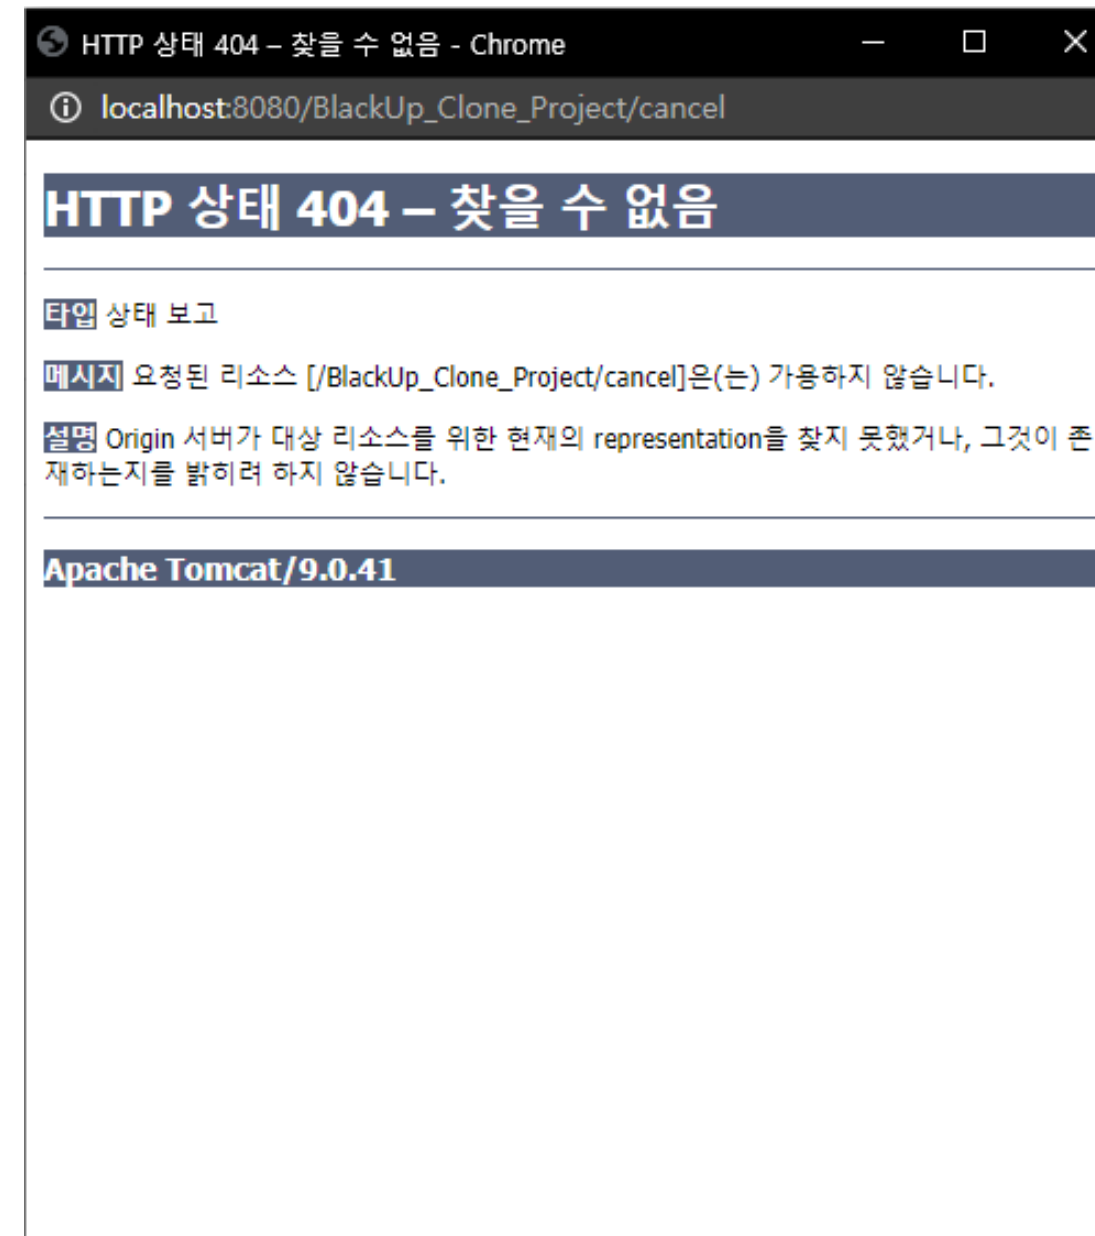 HTTP 상태 404 – 찾을 수 없음 - Chrome
localhost:8080/BlackUp_Clone_Project/cancel
HTTP 상태 404 – 찾을 수 없음
타입 상태 보고
메시지 요청된 리소스 [/BlackUp_Clone_Project/cancel]은(는) 가용하지 않습니다.
설명 Origin 서버가 대상 리소스를 위한 현재의 representation을 찾지 못했거나, 그것이 존
재하는지를 밝히려 하지 않습니다.
Apache Tomcat/9.0.41